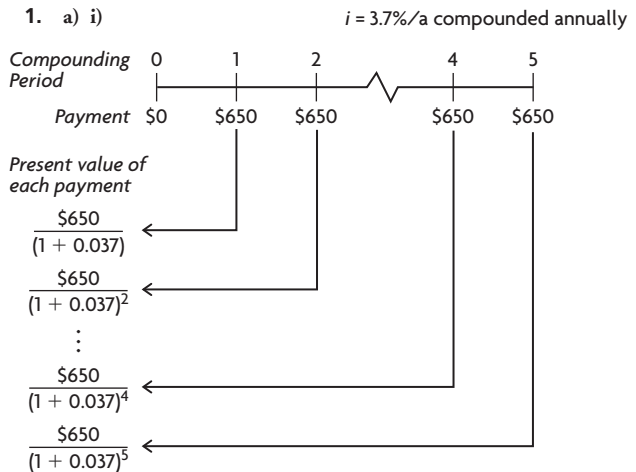 1. a) i)
i = 3.7%/a compounded annually
Compounding Period 0 1 2 4 5
Payment $0 $650 $650 $650 $650
Present value of
each payment
$650
(1 + 0.037)
$650
(1 + 0.037)²
⋮
$650
(1 + 0.037)⁴
$650
(1 + 0.037)⁵